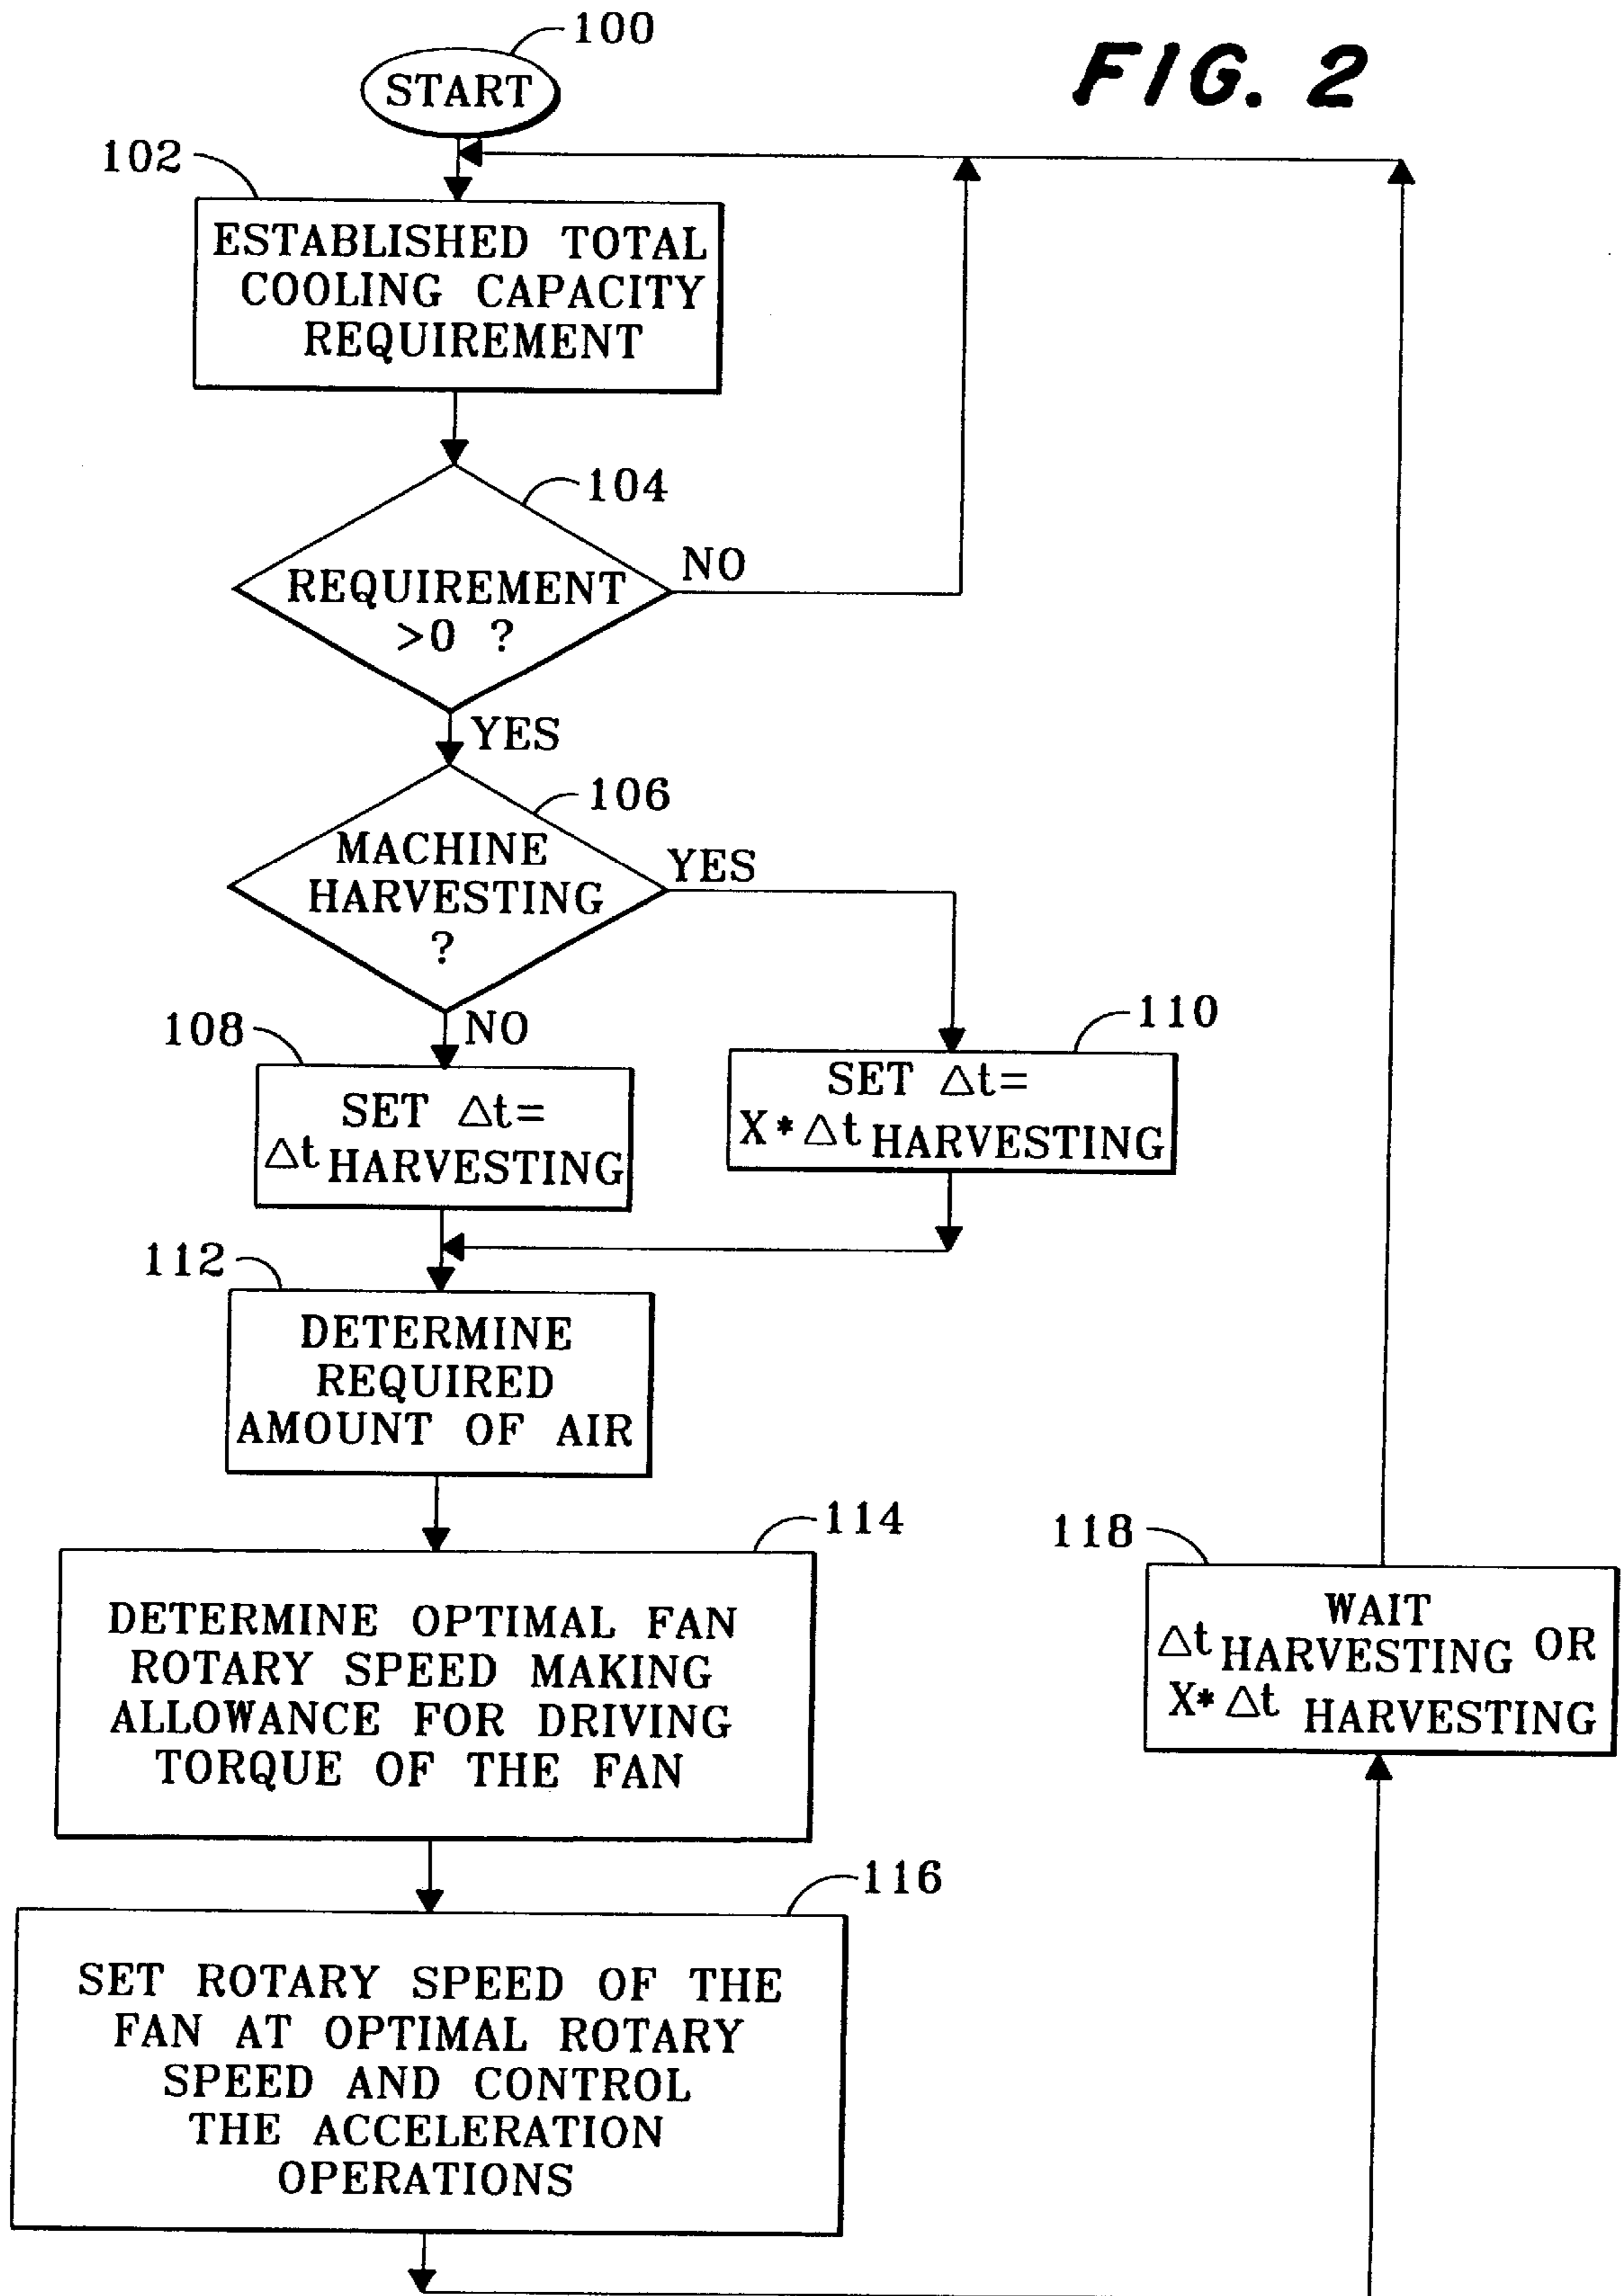 FIG. 2
100
START
102
ESTABLISHED TOTAL
COOLING CAPACITY
REQUIREMENT
104
REQUIREMENT
>0 ?
NO
YES
106
MACHINE
HARVESTING
?
YES
NO
108
SET Δt=
Δt HARVESTING
110
SET Δt=
X* Δt HARVESTING
112
DETERMINE
REQUIRED
AMOUNT OF AIR
114
DETERMINE OPTIMAL FAN
ROTARY SPEED MAKING
ALLOWANCE FOR DRIVING
TORQUE OF THE FAN
116
SET ROTARY SPEED OF THE
FAN AT OPTIMAL ROTARY
SPEED AND CONTROL
THE ACCELERATION
OPERATIONS
118
WAIT
Δt HARVESTING OR
X* Δt HARVESTING